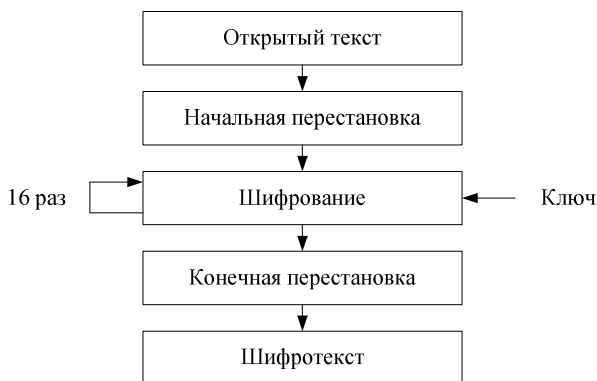 Открытый текст
Начальная перестановка
16 раз
Шифрование
Ключ
Конечная перестановка
Шифротекст